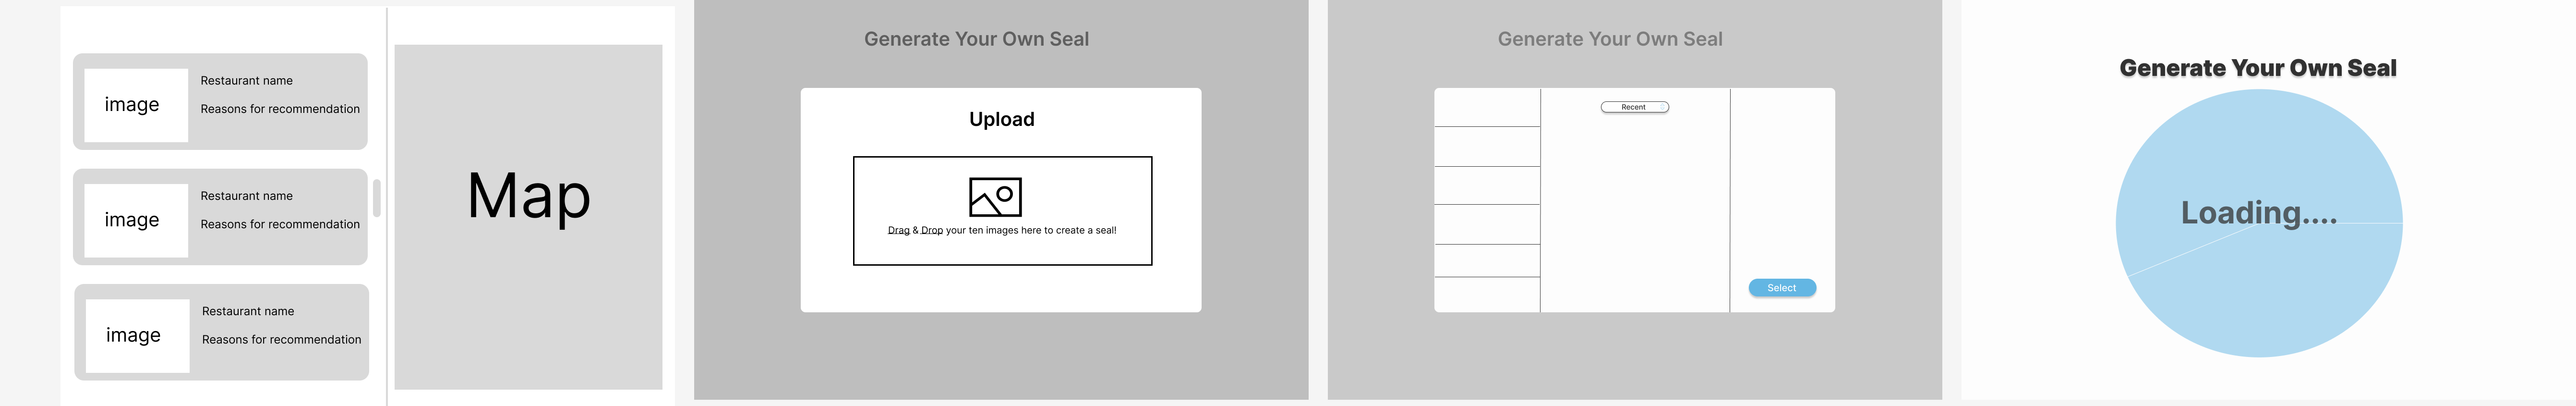 image
Restaurant name
Reasons for recommendation
image
Restaurant name
Reasons for recommendation
image
Restaurant name
Reasons for recommendation
Map
Generate Your Own Seal
Upload
Drag & Drop your ten images here to create a seal!
Generate Your Own Seal
Recent
Select
Generate Your Own Seal
Loading....